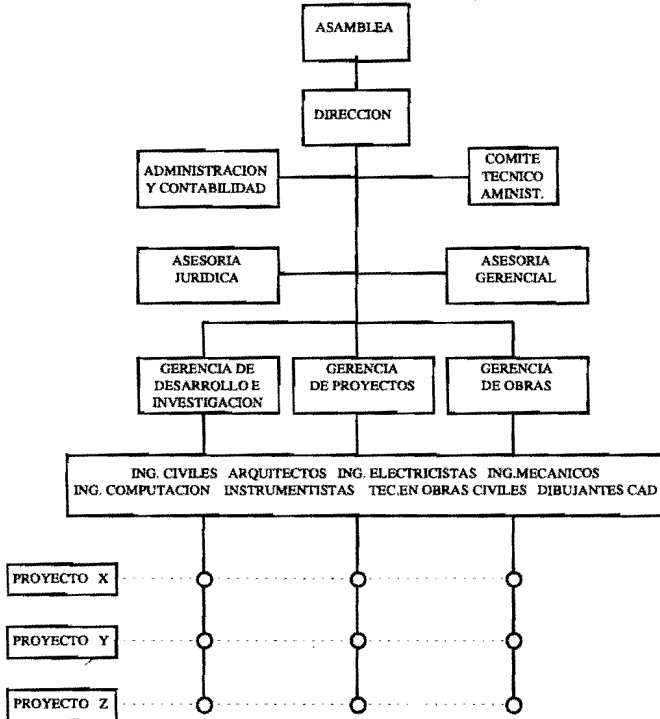 ASAMBLEA
DIRECCION
ADMINISTRACION
Y CONTABILIDAD
COMITE
TECNICO
AMINIST.
ASESORIA
JURIDICA
ASESORIA
GERENCIAL
GERENCIA DE
DESARROLLO E
INVESTIGACION
GERENCIA
DE PROYECTOS
GERENCIA
DE OBRAS
ING. CIVILES ARQUITECTOS ING. ELECTRICISTAS ING.MECANICOS
ING. COMPUTACION INSTRUMENTISTAS TEC.EN OBRAS CIVILES DIBUJANTES CAD
PROYECTO X
PROYECTO Y
PROYECTO Z